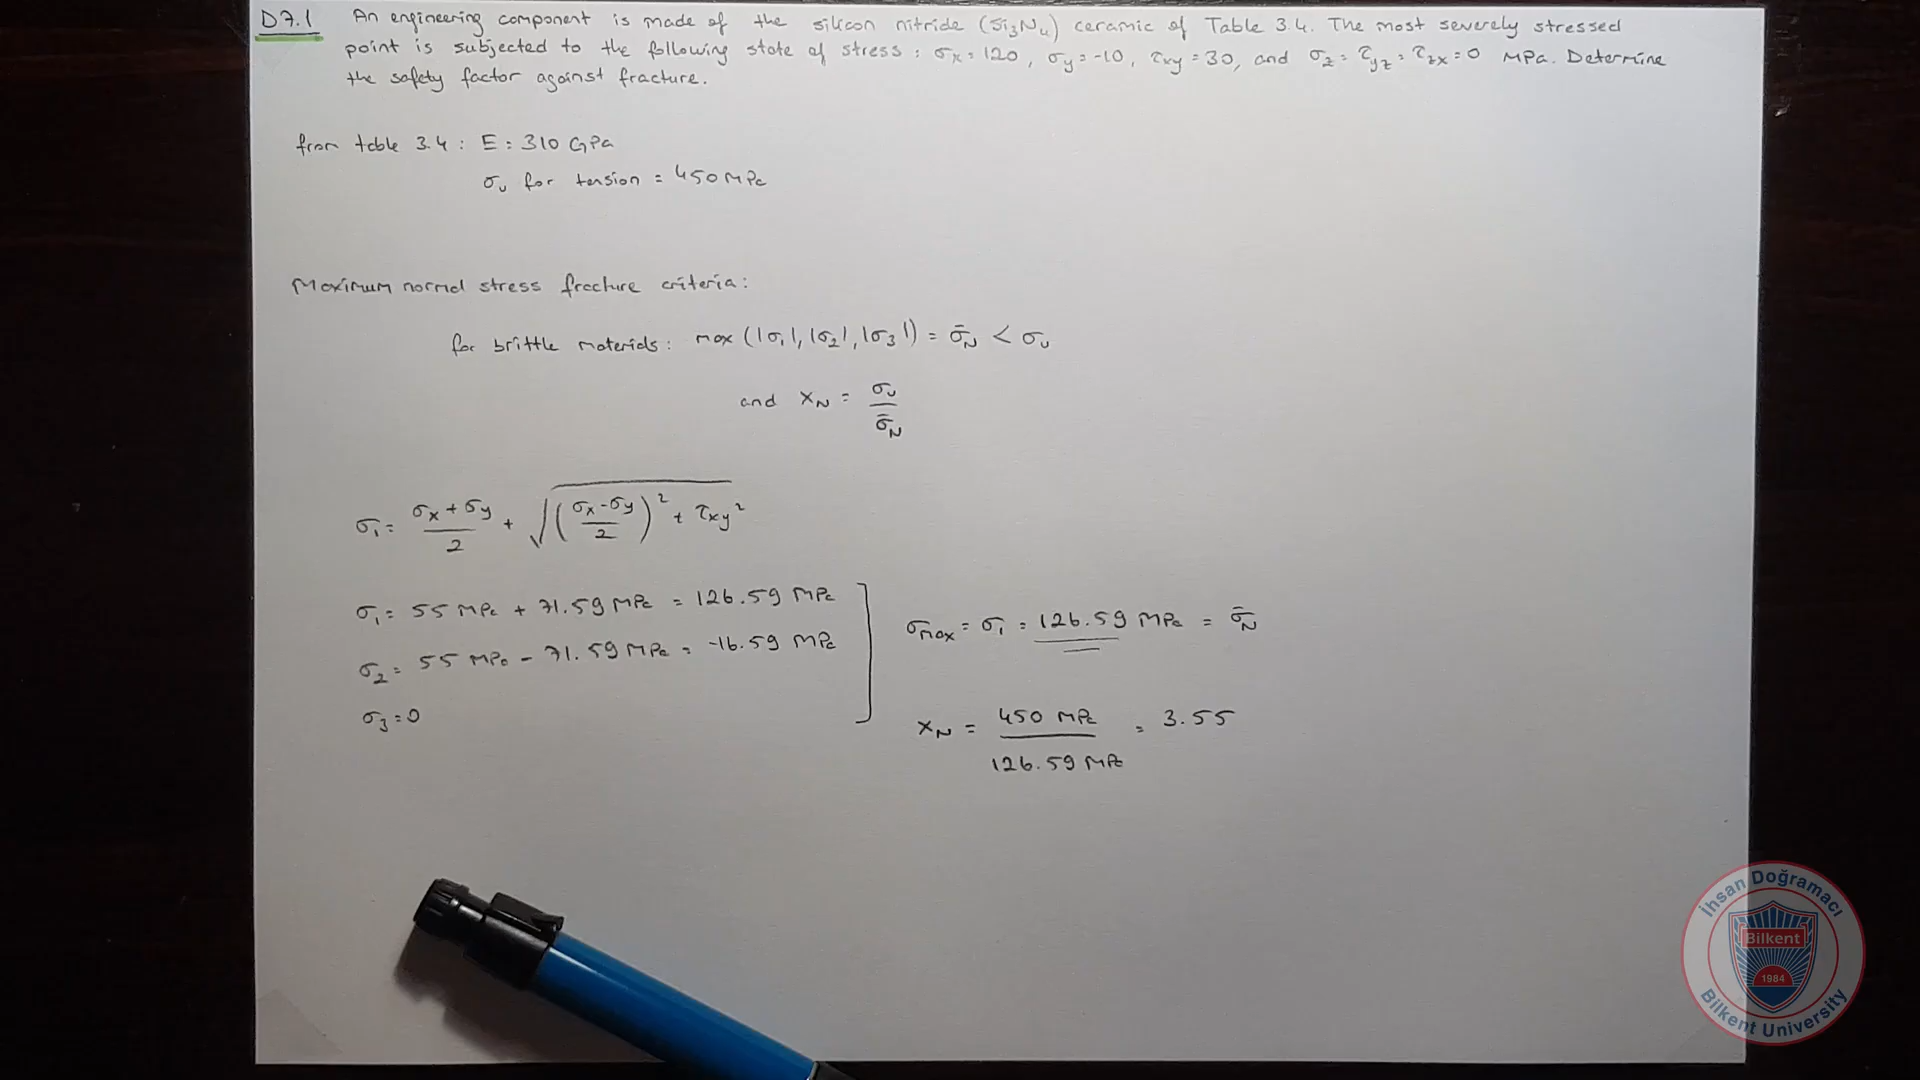 D7.1 An engineering component is made of the silicon nitride (Si3N4) ceramic of Table 3.4. The most severely stressed
point is subjected to the following state of stress: σx = 120, σy = -10, τxy = 30, and σz = τyz = τzx = 0 MPa. Determine
the safety factor against fracture.
from table 3.4: E = 310 GPa
σu for tension = 450 MPa
Maximum normal stress fracture criteria:
for brittle materials: max (|σ1|, |σ2|, |σ3|) = σ̄N < σu
and XN = σu / σ̄N
σ1 = (σx + σy)/2 + √(((σx - σy)/2)² + τxy²)
σ1 = 55 MPa + 71.59 MPa = 126.59 MPa
σ2 = 55 MPa - 71.59 MPa = -16.59 MPa
σ3 = 0
σmax = σ1 = 126.59 MPa = σ̄N
XN = 450 MPa / 126.59 MPa = 3.55
İhsan Doğramacı
Bilkent
1984
Bilkent University